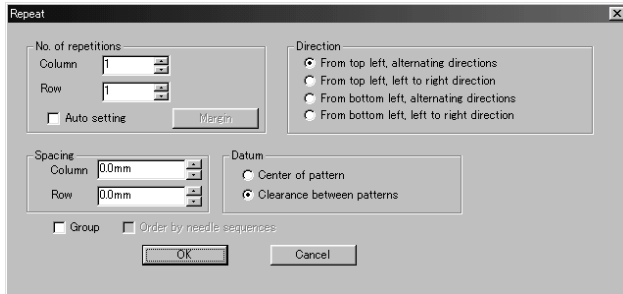 Repeat
No. of repetitions
Column 1
Row 1
Auto setting
Margin
Direction
From top left, alternating directions
From top left, left to right direction
From bottom left, alternating directions
From bottom left, left to right direction
Spacing
Column 0.0mm
Row 0.0mm
Datum
Center of pattern
Clearance between patterns
Group
Order by needle sequences
OK
Cancel